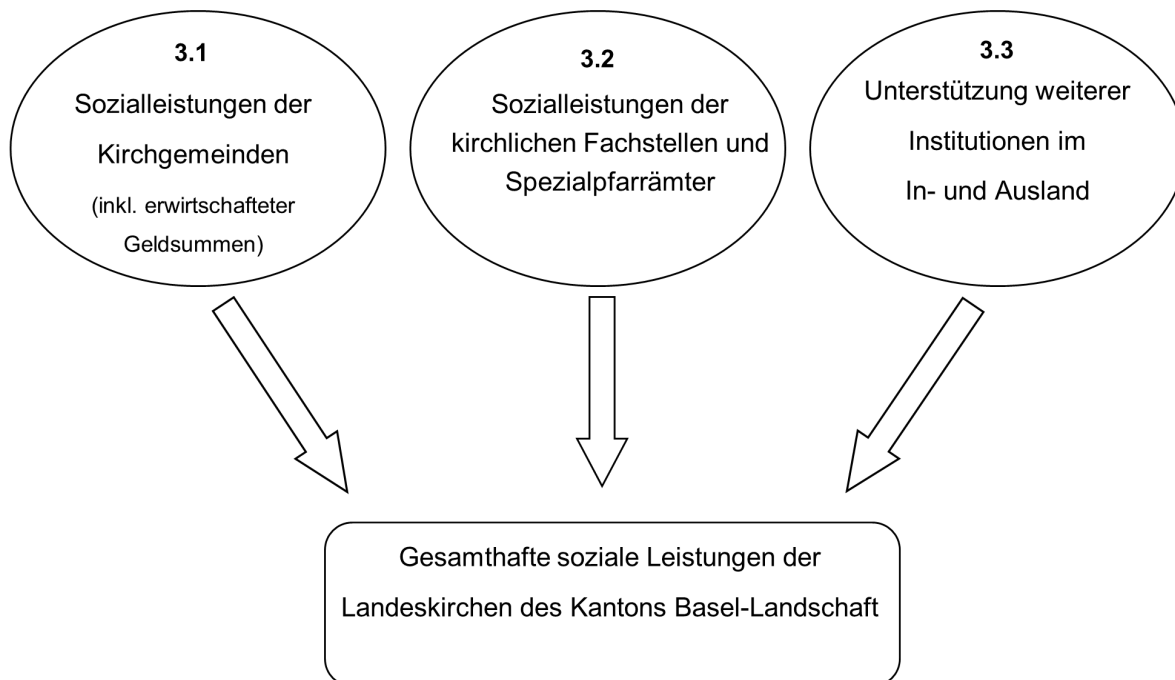 3.1
Sozialleistungen der
Kirchgemeinden
(inkl. erwirtschafteter
Geldsummen)
3.2
Sozialleistungen der
kirchlichen Fachstellen und
Spezialpfarrämter
3.3
Unterstützung weiterer
Institutionen im
In- und Ausland
Gesamthafte soziale Leistungen der
Landeskirchen des Kantons Basel-Landschaft